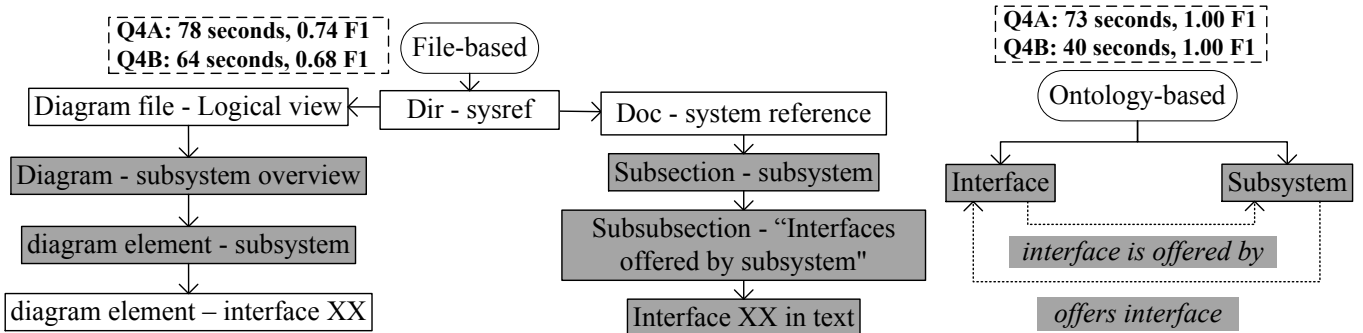 Q4A: 78 seconds, 0.74 F1
Q4B: 64 seconds, 0.68 F1
File-based
Diagram file - Logical view
Dir - sysref
Doc - system reference
Diagram - subsystem overview
Subsection - subsystem
diagram element - subsystem
Subsubsection - “Interfaces
offered by subsystem"
diagram element – interface XX
Interface XX in text
Q4A: 73 seconds, 1.00 F1
Q4B: 40 seconds, 1.00 F1
Ontology-based
Interface
Subsystem
interface is offered by
offers interface